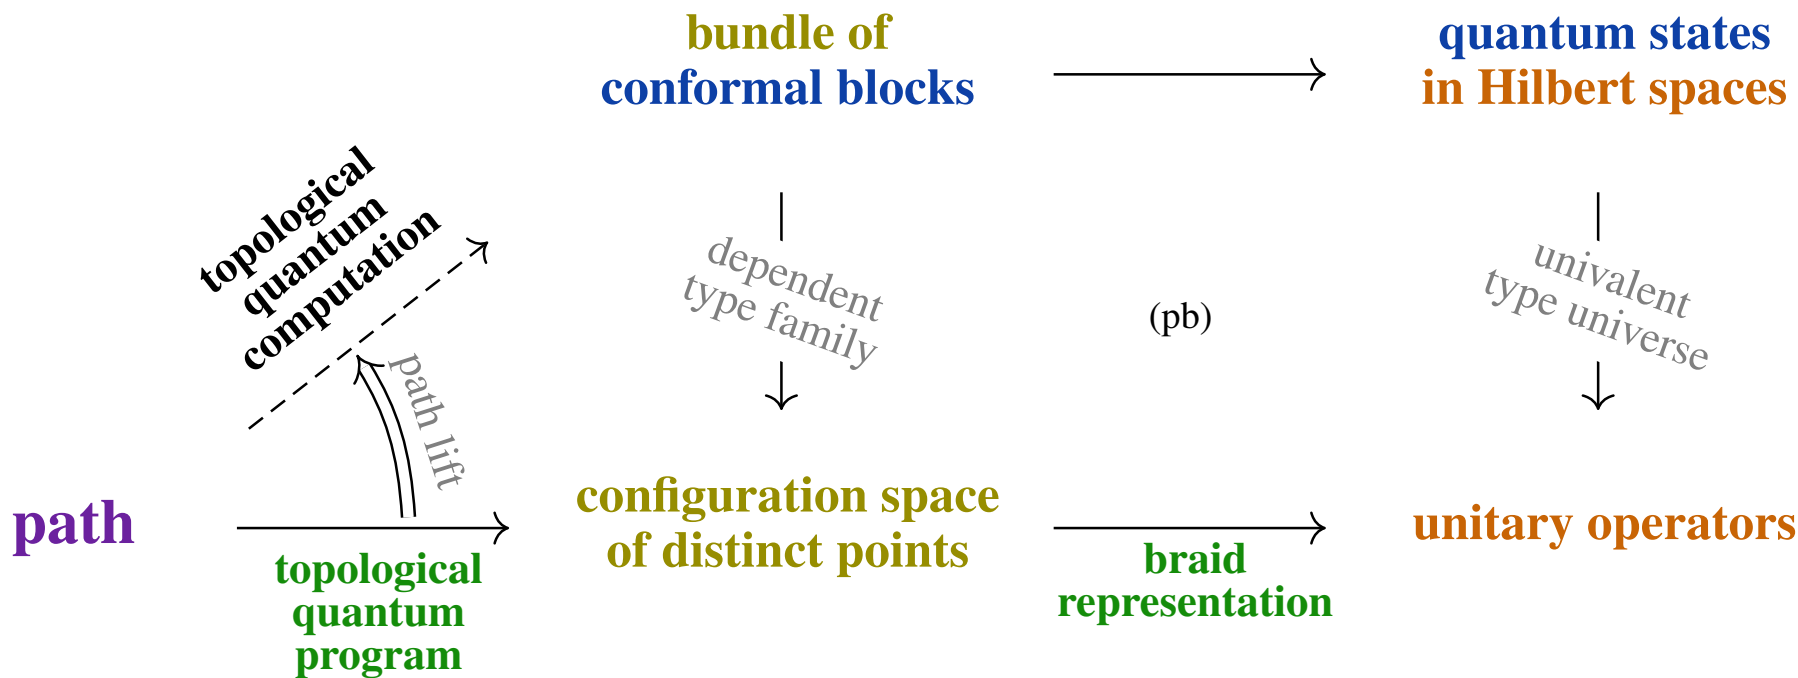 bundle of
conformal blocks
quantum states
in Hilbert spaces
topological
quantum
computation
dependent
type family
(pb)
univalent
type universe
path lift
path
topological
quantum
program
configuration space
of distinct points
braid
representation
unitary operators